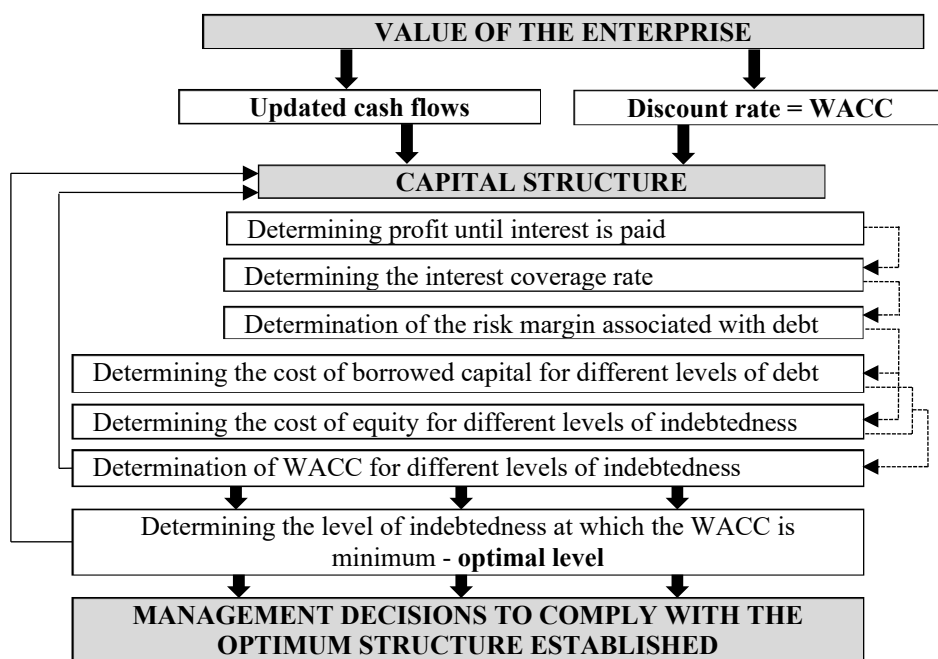 VALUE OF THE ENTERPRISE
Updated cash flows
Discount rate = WACC
CAPITAL STRUCTURE
Determining profit until interest is paid
Determining the interest coverage rate
Determination of the risk margin associated with debt
Determining the cost of borrowed capital for different levels of debt
Determining the cost of equity for different levels of indebtedness
Determination of WACC for different levels of indebtedness
Determining the level of indebtedness at which the WACC is
minimum - optimal level
MANAGEMENT DECISIONS TO COMPLY WITH THE
OPTIMUM STRUCTURE ESTABLISHED